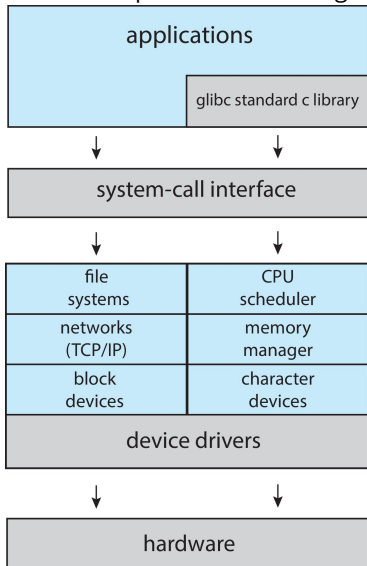 applications
glibc standard c library
system-call interface
file
systems
CPU
scheduler
networks
(TCP/IP)
memory
manager
block
devices
character
devices
device drivers
hardware